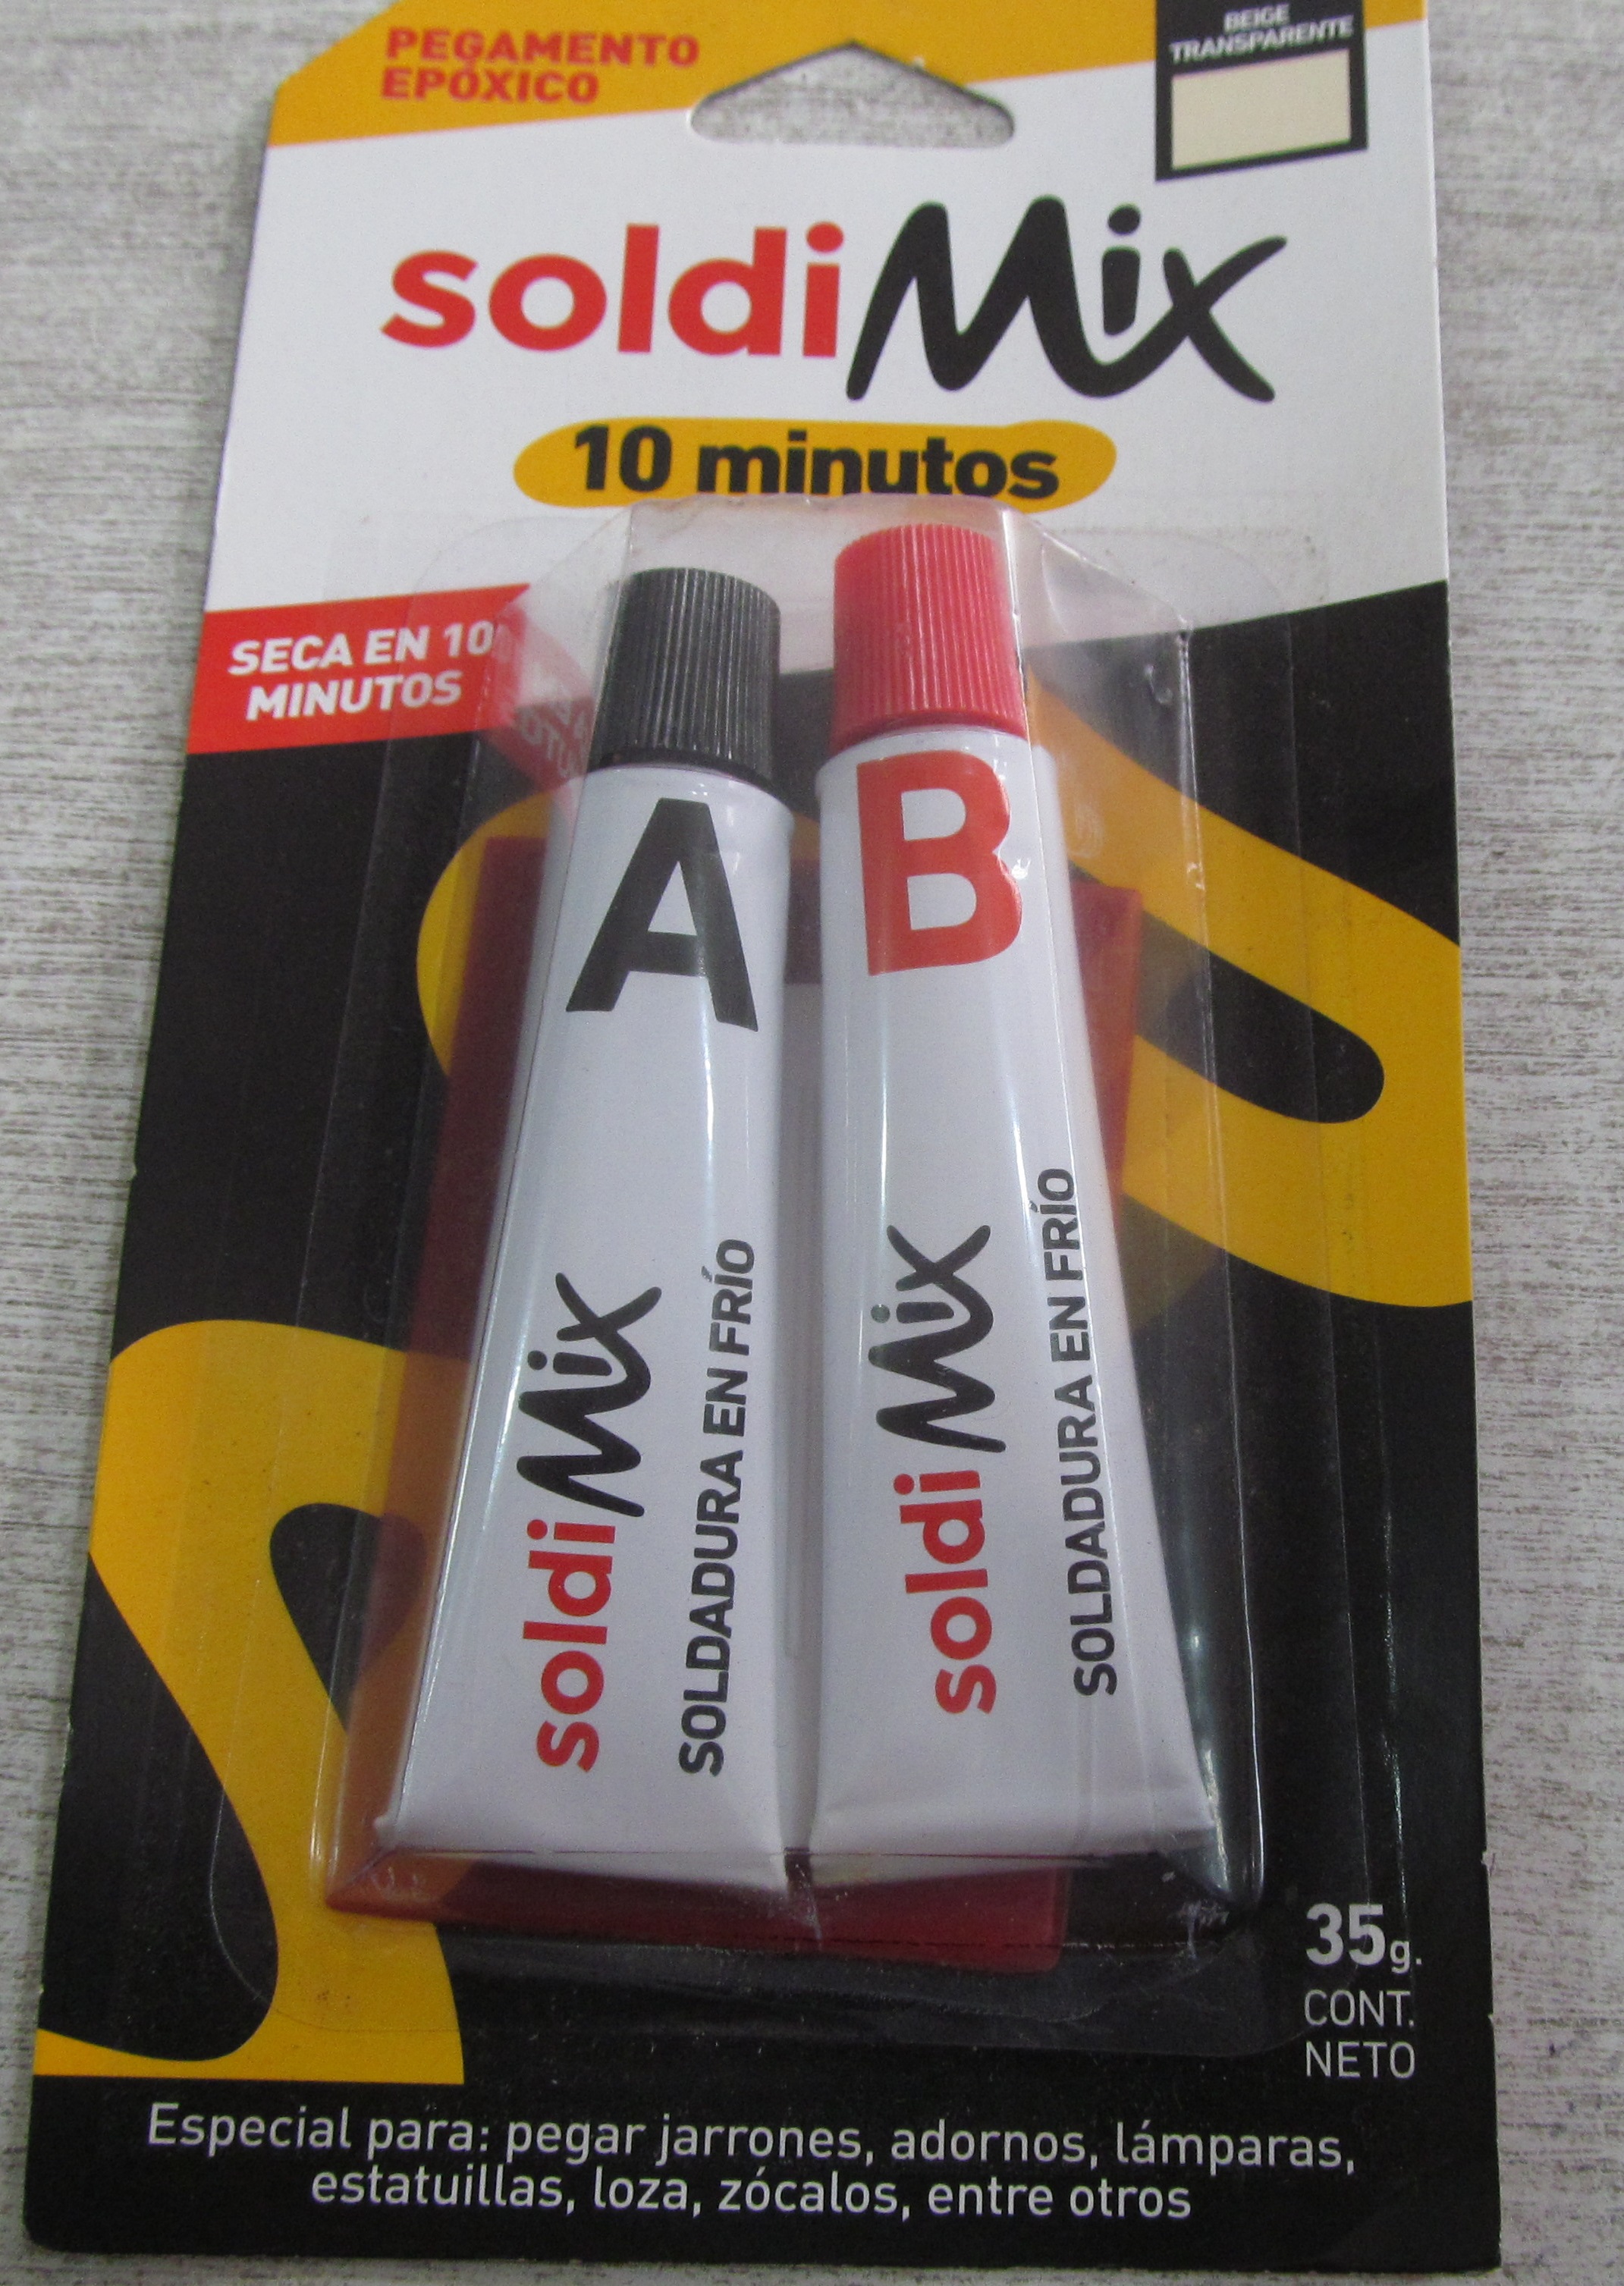 PEGAMENTO
EPÓXICO
BEIGE
TRANSPARENTE
soldiMix
10 minutos
SECA EN 10
MINUTOS
A
B
soldiMix
SOLDADURA EN FRÍO
soldiMix
SOLDADURA EN FRÍO
35g.
CONT.
NETO
Especial para: pegar jarrones, adornos, lámparas,
estatuillas, loza, zócalos, entre otros